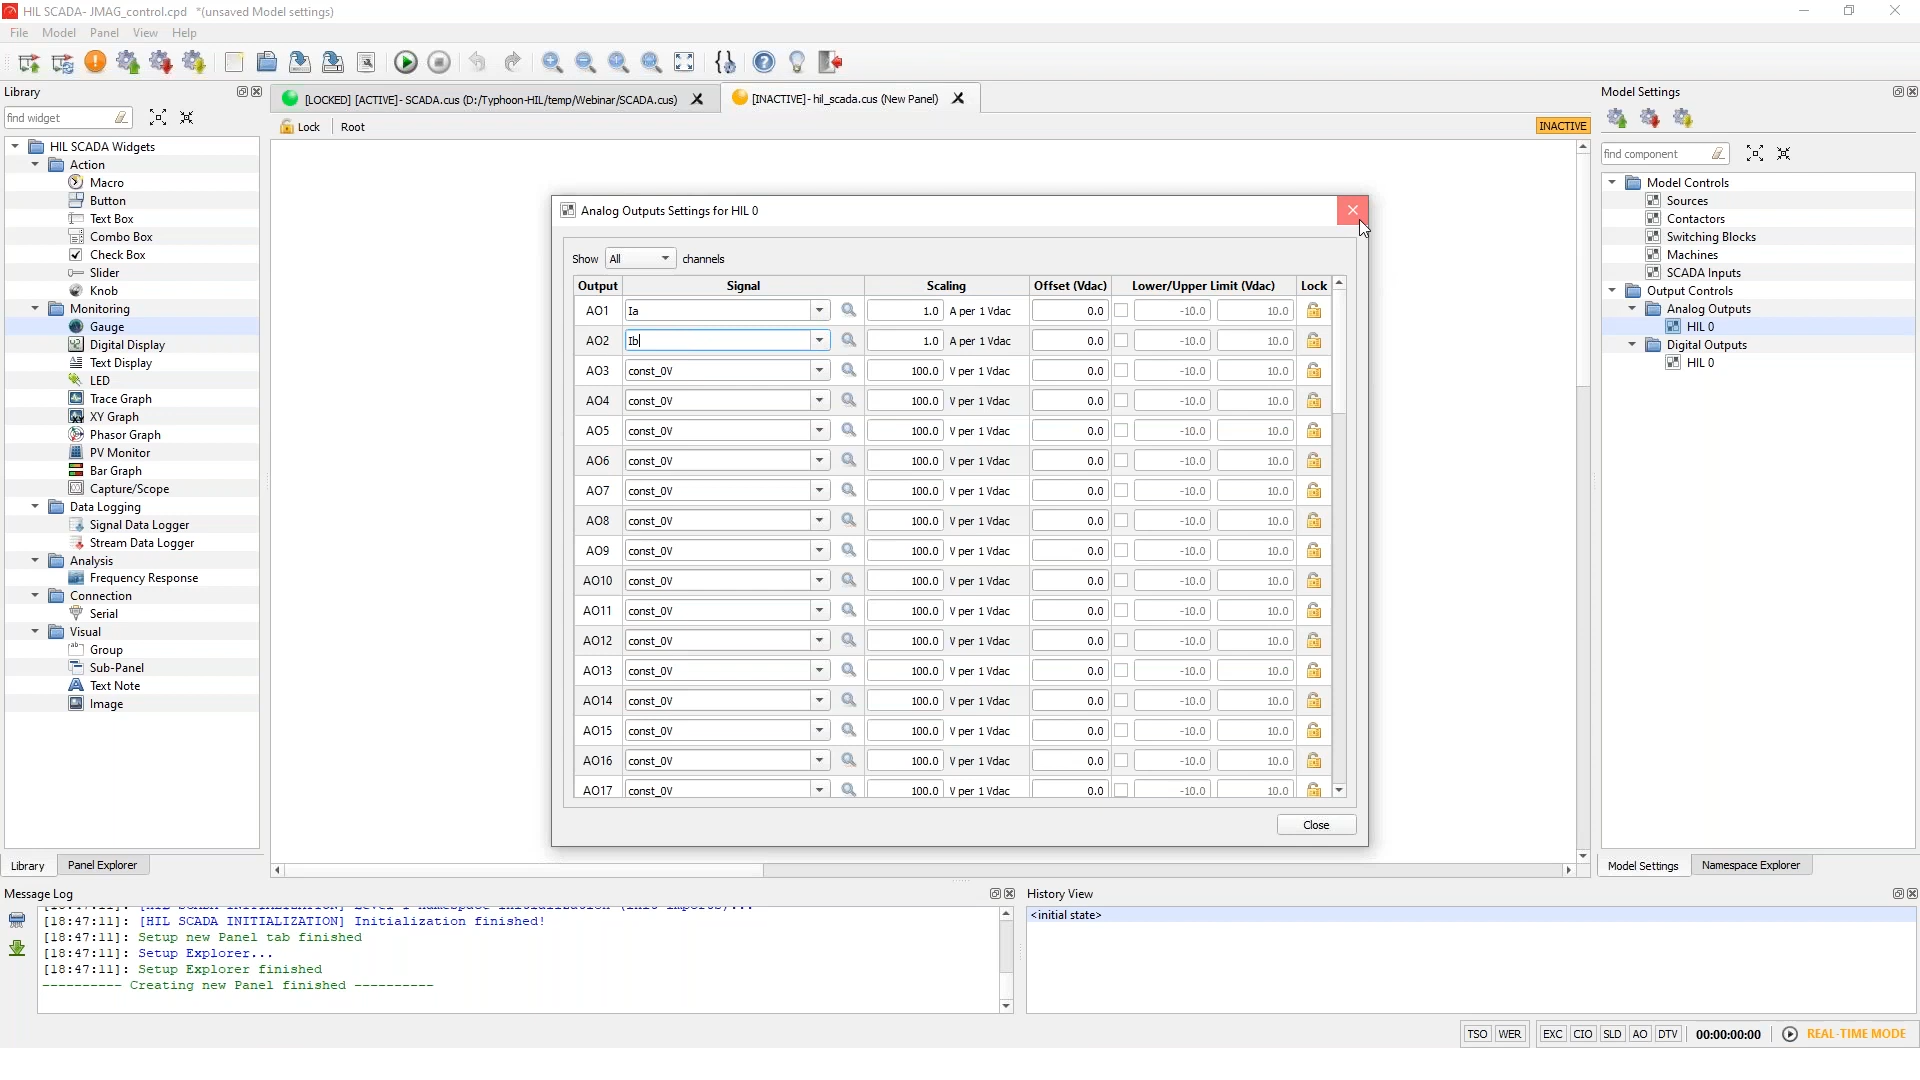 HIL SCADA- JMAG_control.cpd *(unsaved Model settings)
File Model Panel View Help
Library
find widget
HIL SCADA Widgets
Action
Macro
Button
Text Box
Combo Box
Check Box
Slider
Knob
Monitoring
Gauge
Digital Display
Text Display
LED
Trace Graph
XY Graph
Phasor Graph
PV Monitor
Bar Graph
Capture/Scope
Data Logging
Signal Data Logger
Stream Data Logger
Analysis
Frequency Response
Connection
Serial
Visual
Group
Sub-Panel
Text Note
Image
Library Panel Explorer
[LOCKED] [ACTIVE]- SCADA.cus (D:/Typhoon-HIL/temp/Webinar/SCADA.cus)
[INACTIVE]- hil_scada.cus (New Panel)
Lock Root INACTIVE
Analog Outputs Settings for HIL 0
Show All channels
Output Signal Scaling Offset (Vdac) Lower/Upper Limit (Vdac) Lock
AO1 Ia 1.0 A per 1 Vdac 0.0 -10.0 10.0
AO2 Ib 1.0 A per 1 Vdac 0.0 -10.0 10.0
AO3 const_0V 100.0 V per 1 Vdac 0.0 -10.0 10.0
AO4 const_0V 100.0 V per 1 Vdac 0.0 -10.0 10.0
AO5 const_0V 100.0 V per 1 Vdac 0.0 -10.0 10.0
AO6 const_0V 100.0 V per 1 Vdac 0.0 -10.0 10.0
AO7 const_0V 100.0 V per 1 Vdac 0.0 -10.0 10.0
AO8 const_0V 100.0 V per 1 Vdac 0.0 -10.0 10.0
AO9 const_0V 100.0 V per 1 Vdac 0.0 -10.0 10.0
AO10 const_0V 100.0 V per 1 Vdac 0.0 -10.0 10.0
AO11 const_0V 100.0 V per 1 Vdac 0.0 -10.0 10.0
AO12 const_0V 100.0 V per 1 Vdac 0.0 -10.0 10.0
AO13 const_0V 100.0 V per 1 Vdac 0.0 -10.0 10.0
AO14 const_0V 100.0 V per 1 Vdac 0.0 -10.0 10.0
AO15 const_0V 100.0 V per 1 Vdac 0.0 -10.0 10.0
AO16 const_0V 100.0 V per 1 Vdac 0.0 -10.0 10.0
AO17 const_0V 100.0 V per 1 Vdac 0.0 -10.0 10.0
Close
Model Settings
find component
Model Controls
Sources
Contactors
Switching Blocks
Machines
SCADA Inputs
Output Controls
Analog Outputs
HIL 0
Digital Outputs
HIL 0
Model Settings Namespace Explorer
Message Log
[18:47:11]: [HIL SCADA INITIALIZATION] Initialization finished!
[18:47:11]: Setup new Panel tab finished
[18:47:11]: Setup Explorer...
[18:47:11]: Setup Explorer finished
---------- Creating new Panel finished ----------
History View
<initial state>
TSO WER EXC CIO SLD AO DTV 00:00:00:00 REAL-TIME MODE